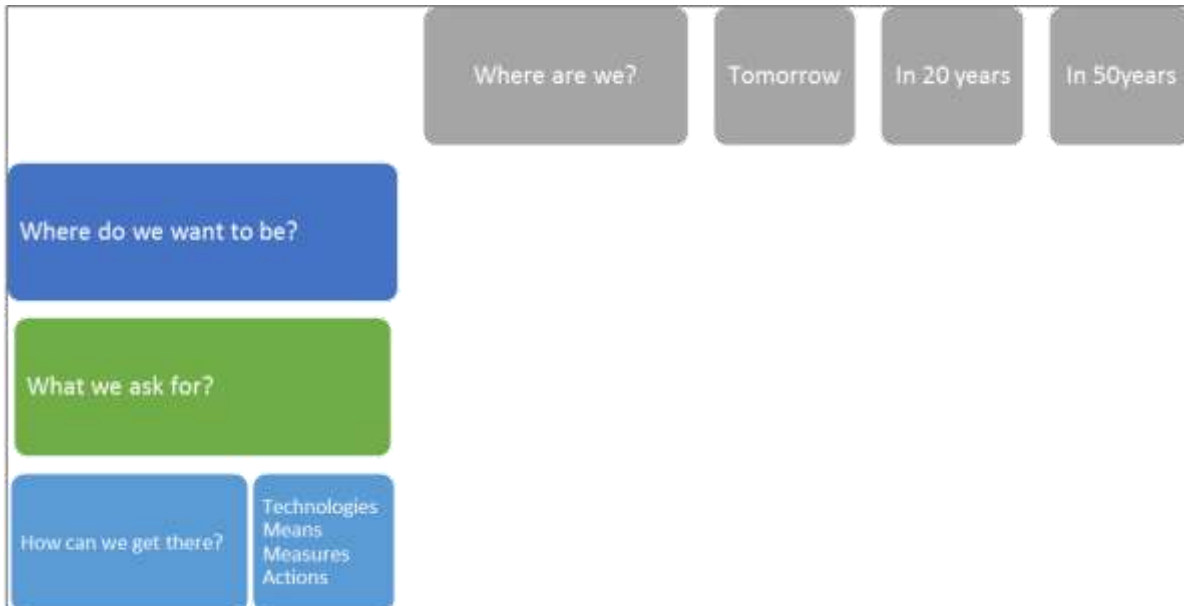 Where are we?
Tomorrow
In 20 years
In 50years
Where do we want to be?
What we ask for?
How can we get there?
Technologies
Means
Measures
Actions